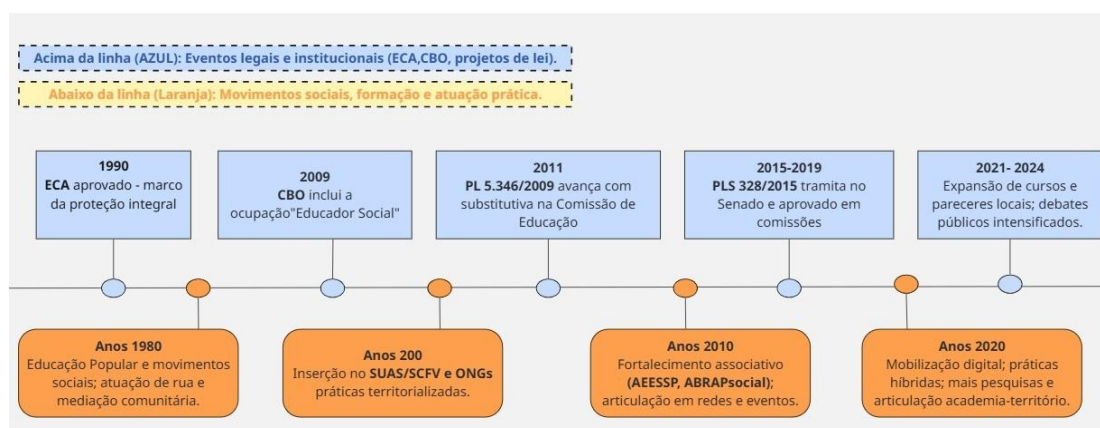 Acima da linha (AZUL): Eventos legais e institucionais (ECA,CBO, projetos de lei).
Abaixo da linha (Laranja): Movimentos sociais, formação e atuação prática.
1990
ECA aprovado - marco
da proteção integral
2009
CBO inclui a
ocupação"Educador Social"
2011
PL 5.346/2009 avança com
substitutiva na Comissão de
Educação
2015-2019
PLS 328/2015 tramita no
Senado e aprovado em
comissões
2021- 2024
Expansão de cursos e
pareceres locais; debates
públicos intensificados.
Anos 1980
Educação Popular e movimentos
sociais; atuação de rua e
mediação comunitária.
Anos 200
Inserção no SUAS/SCFV e ONGs
práticas territorializadas.
Anos 2010
Fortalecimento associativo
(AEESSP, ABRAPsocial);
articulação em redes e eventos.
Anos 2020
Mobilização digital; práticas
híbridas; mais pesquisas e
articulação academia-território.